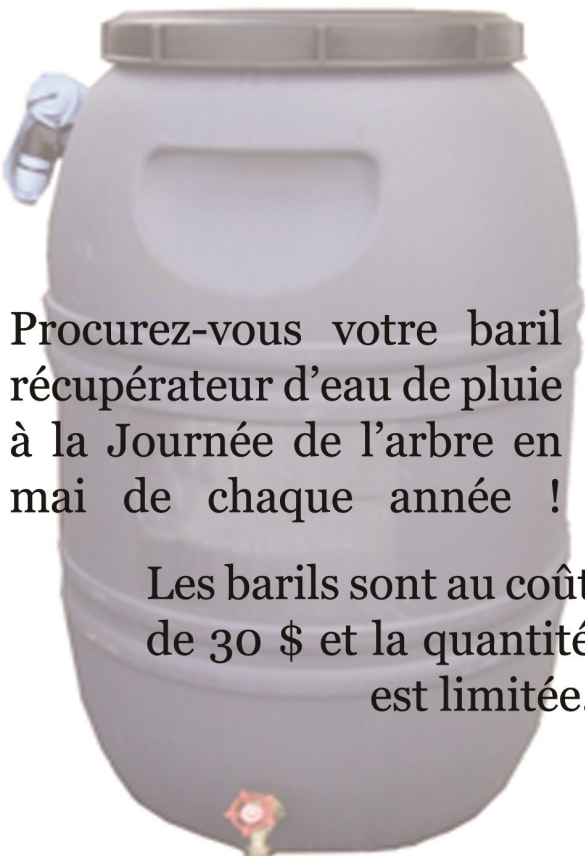 Procurez-vous votre baril
récupérateur d’eau de pluie
à la Journée de l’arbre en
mai de chaque année !
Les barils sont au coût
de 30 $ et la quantité
est limitée.